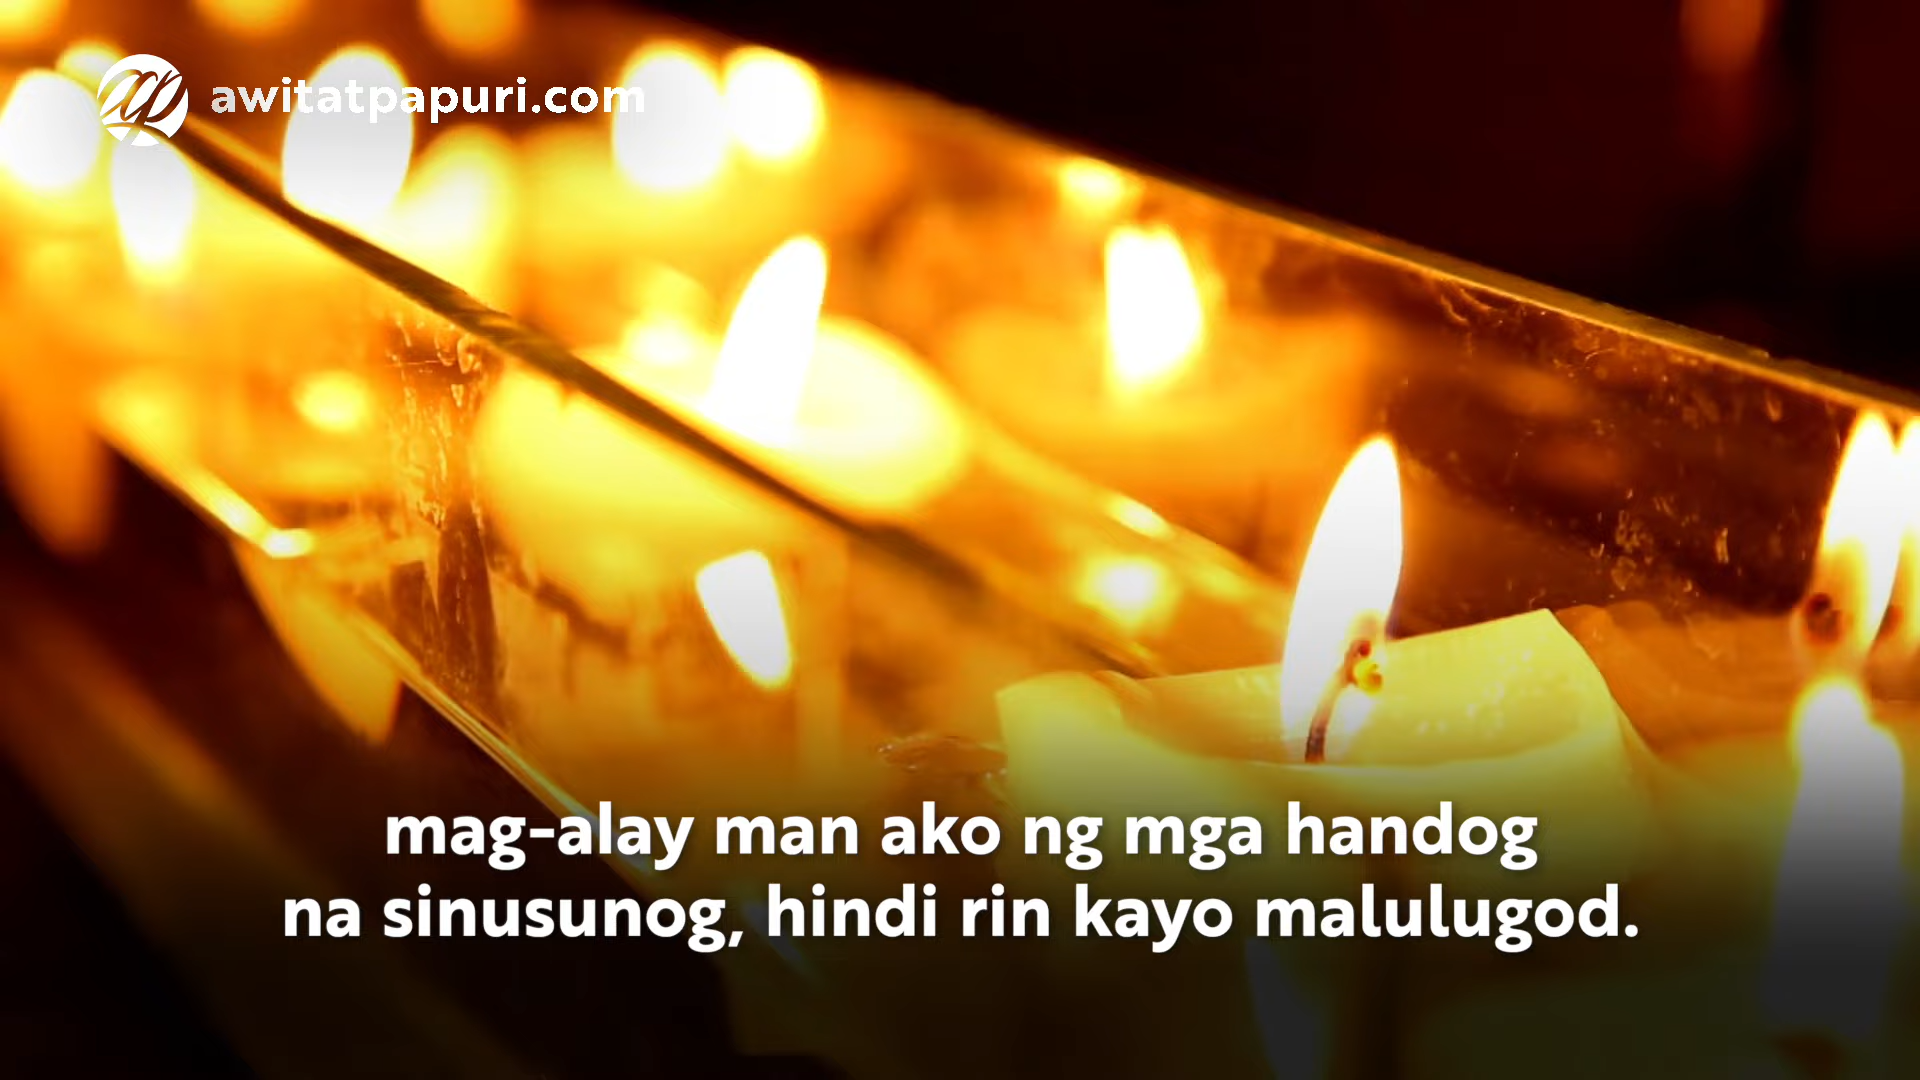 awitatpapuri.com
mag-alay man ako ng mga handog
na sinusunog, hindi rin kayo malulugod.